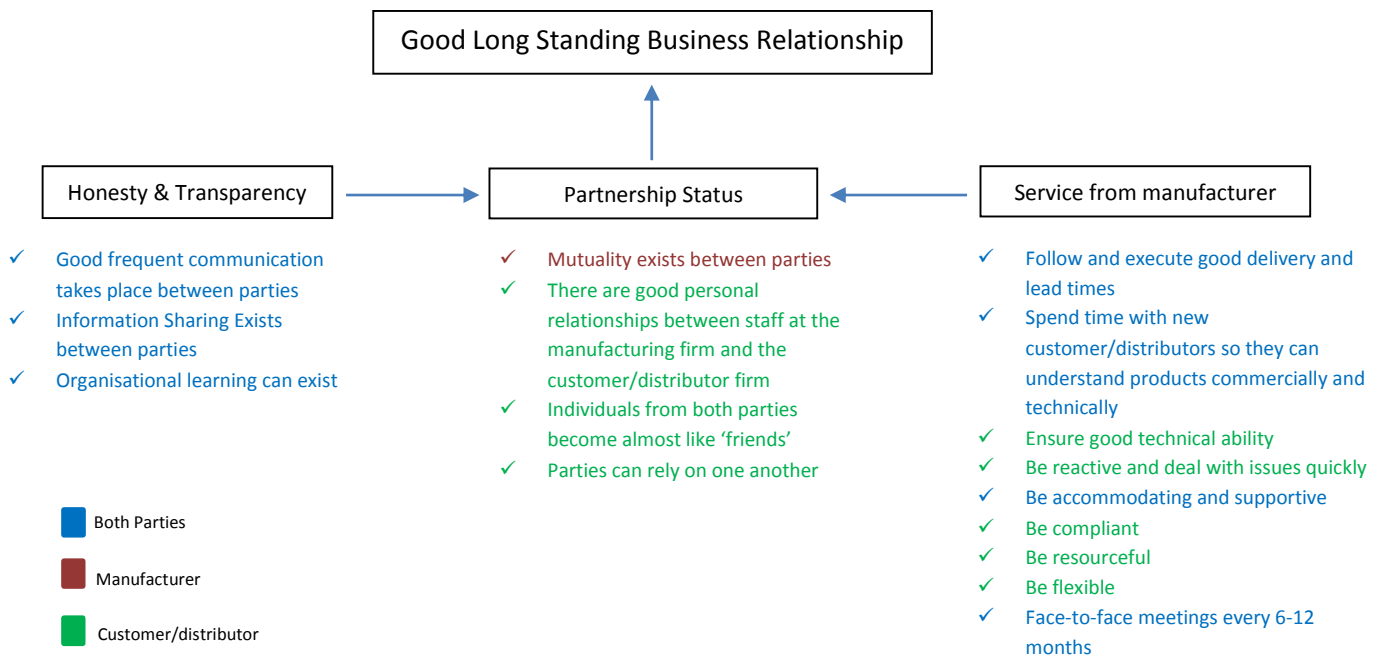 Good Long Standing Business Relationship
Honesty & Transparency
Partnership Status
Service from manufacturer
Good frequent communication
takes place between parties
Information Sharing Exists
between parties
Organisational learning can exist
Mutuality exists between parties
There are good personal
relationships between staff at the
manufacturing firm and the
customer/distributor firm
Individuals from both parties
become almost like ‘friends’
Parties can rely on one another
Follow and execute good delivery and
lead times
Spend time with new
customer/distributors so they can
understand products commercially and
technically
Ensure good technical ability
Be reactive and deal with issues quickly
Be accommodating and supportive
Be compliant
Be resourceful
Be flexible
Face-to-face meetings every 6-12
months
Both Parties
Manufacturer
Customer/distributor